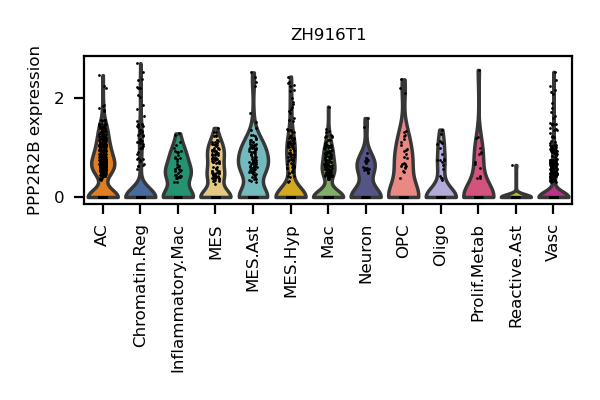 ZH916T1
PPP2R2B expression
2
0
AC
Chromatin.Reg
Inflammatory.Mac
MES
MES.Ast
MES.Hyp
Mac
Neuron
OPC
Oligo
Prolif.Metab
Reactive.Ast
Vasc